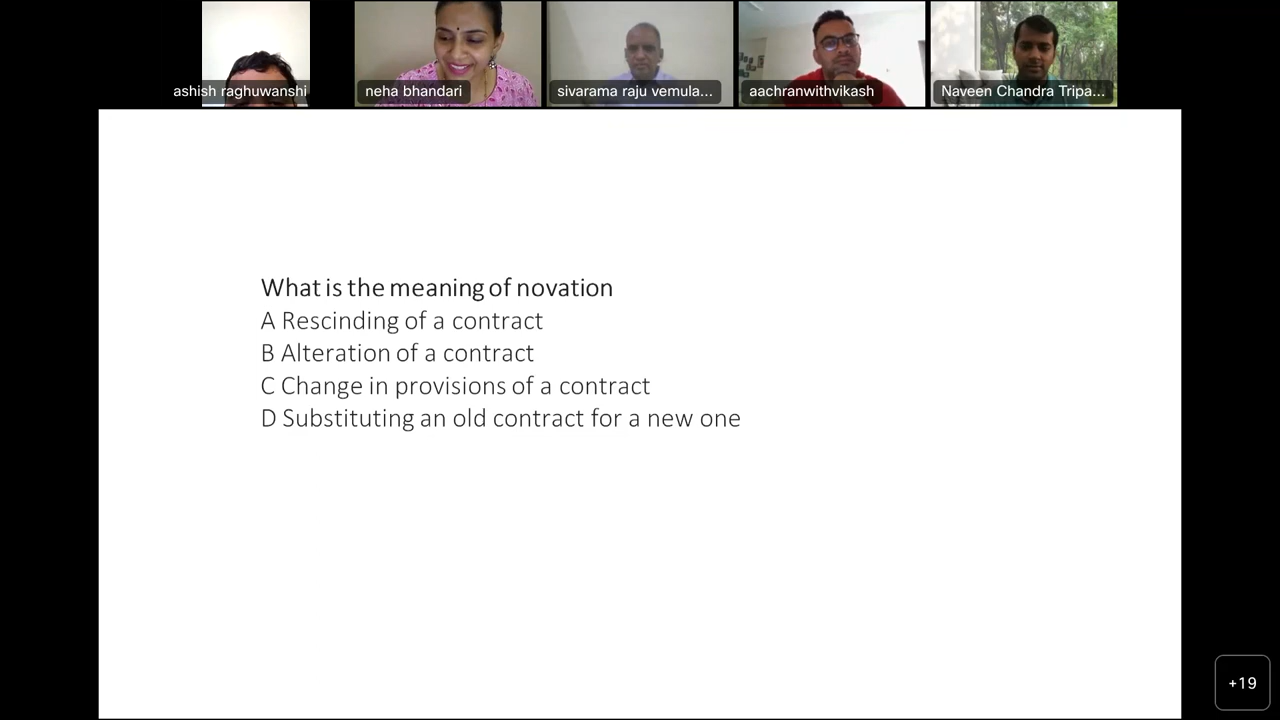 ashish raghuwanshi
neha bhandari
sivarama raju vemula...
aachranwithvikash
Naveen Chandra Tripa...
What is the meaning of novation
A Rescinding of a contract
B Alteration of a contract
C Change in provisions of a contract
D Substituting an old contract for a new one
+19